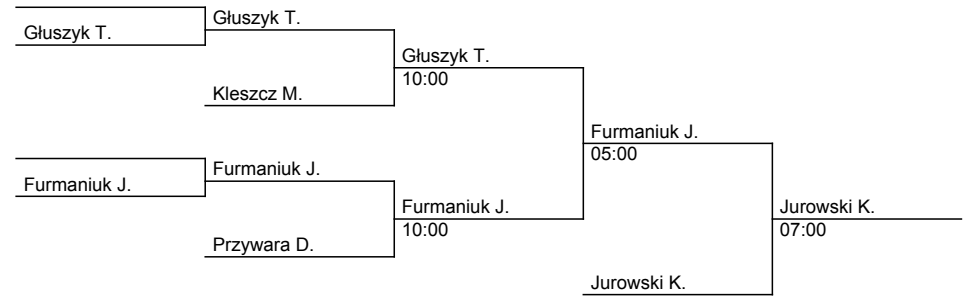 Głuszyk T.
Głuszyk T.
Kleszcz M.
Głuszyk T.
10:00
Furmaniuk J.
Furmaniuk J.
Przywara D.
Furmaniuk J.
10:00
Furmaniuk J.
05:00
Jurowski K.
Jurowski K.
07:00